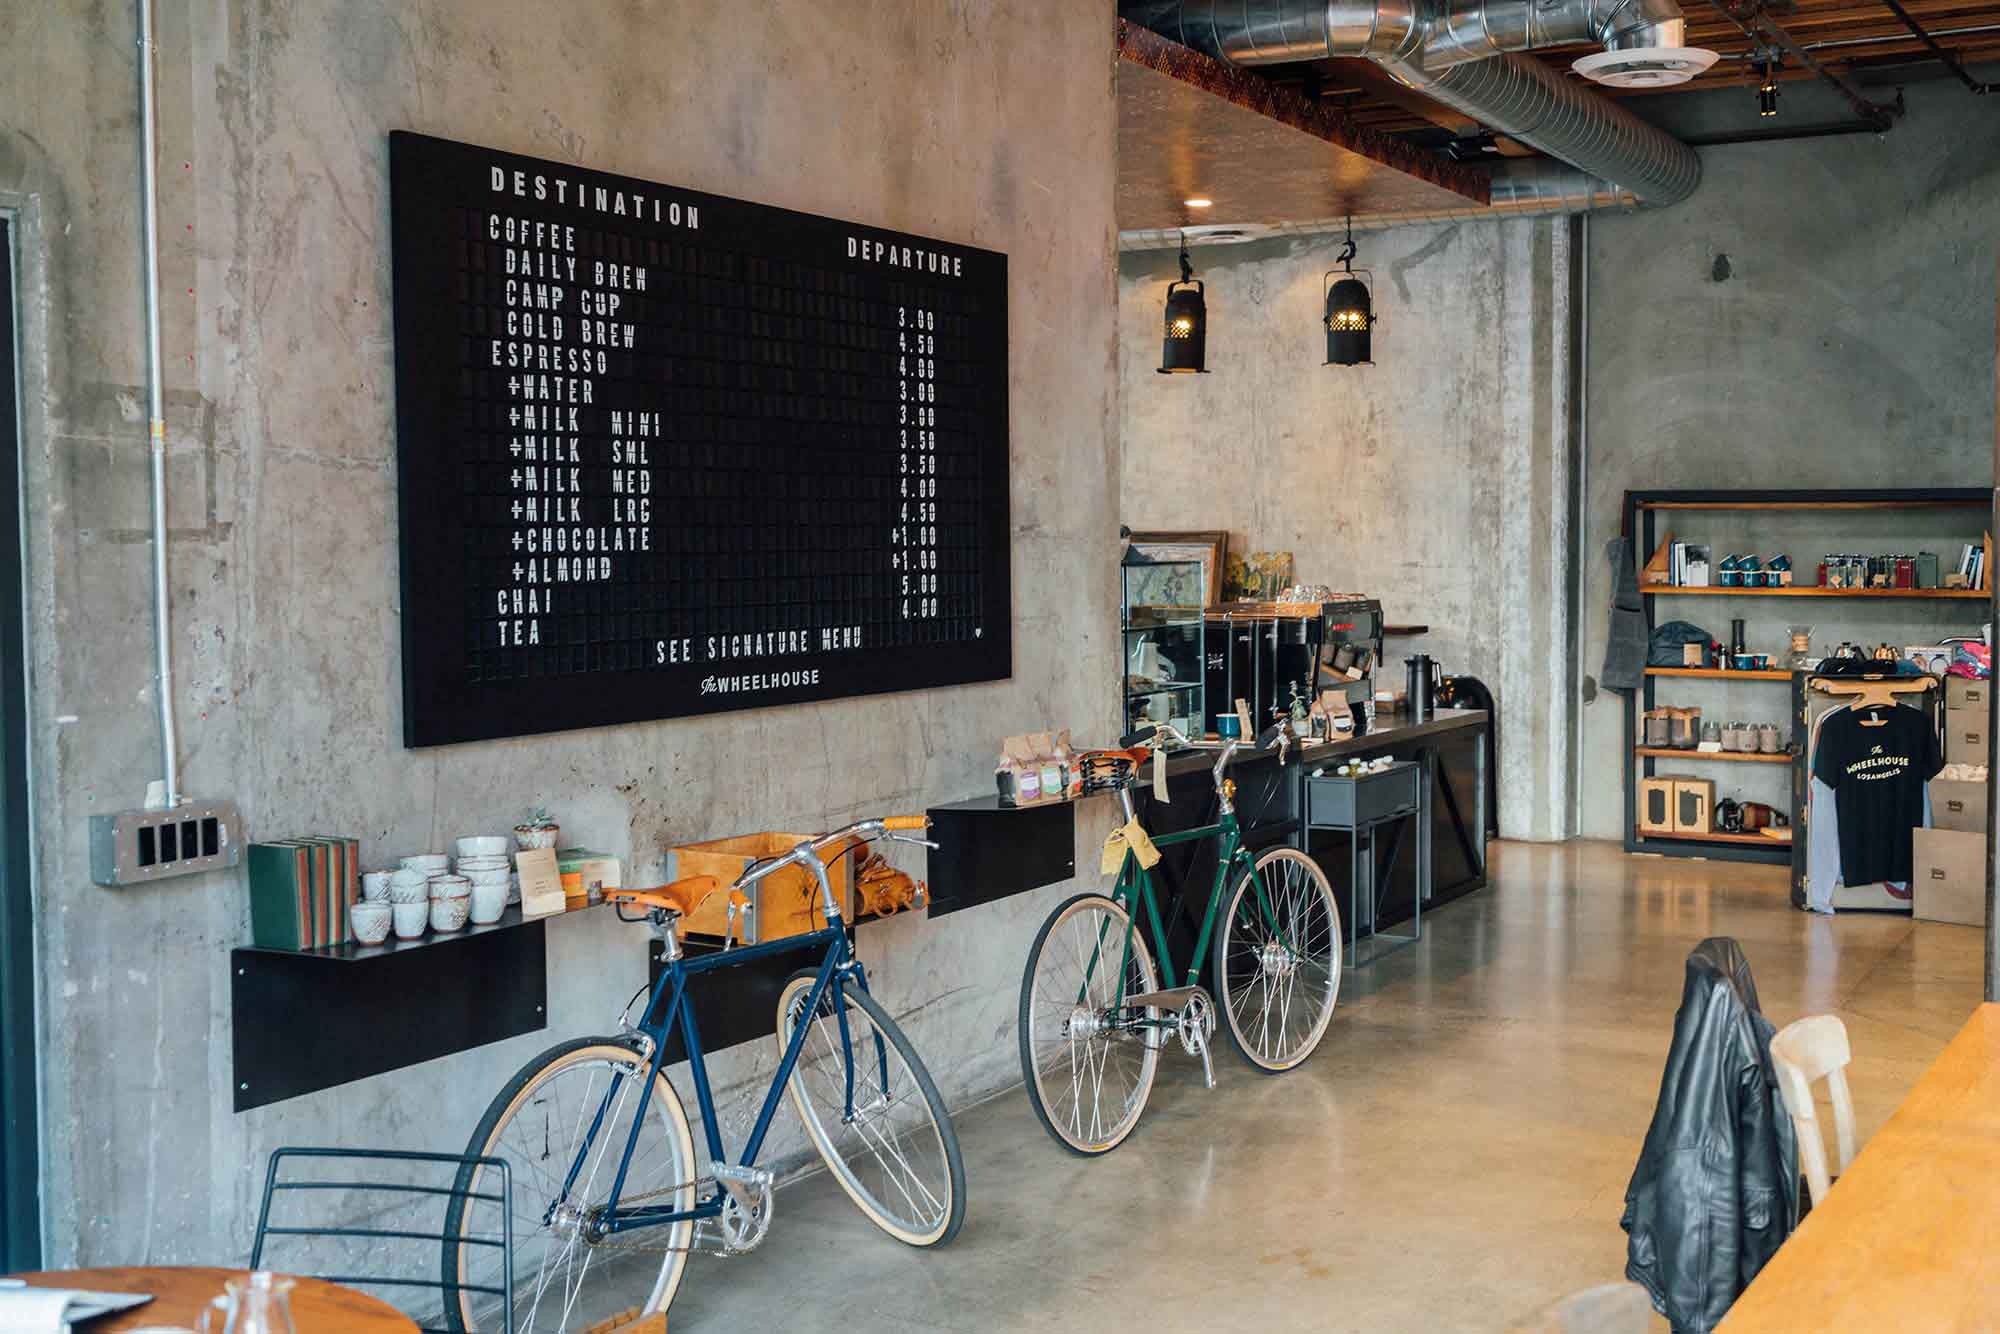 DESTINATION DEPARTURE
COFFEE
DAILY BREW 3.00
CAMP CUP 4.50
COLD BREW 4.00
ESPRESSO 3.00
+WATER 3.00
+MILK MINI 3.50
+MILK SML 3.50
+MILK MED 4.00
+MILK LRG 4.50
+CHOCOLATE +1.00
+ALMOND +1.00
CHAI 5.00
TEA 4.00
SEE SIGNATURE MENU
The WHEELHOUSE
The
WHEELHOUSE
LOS ANGELES